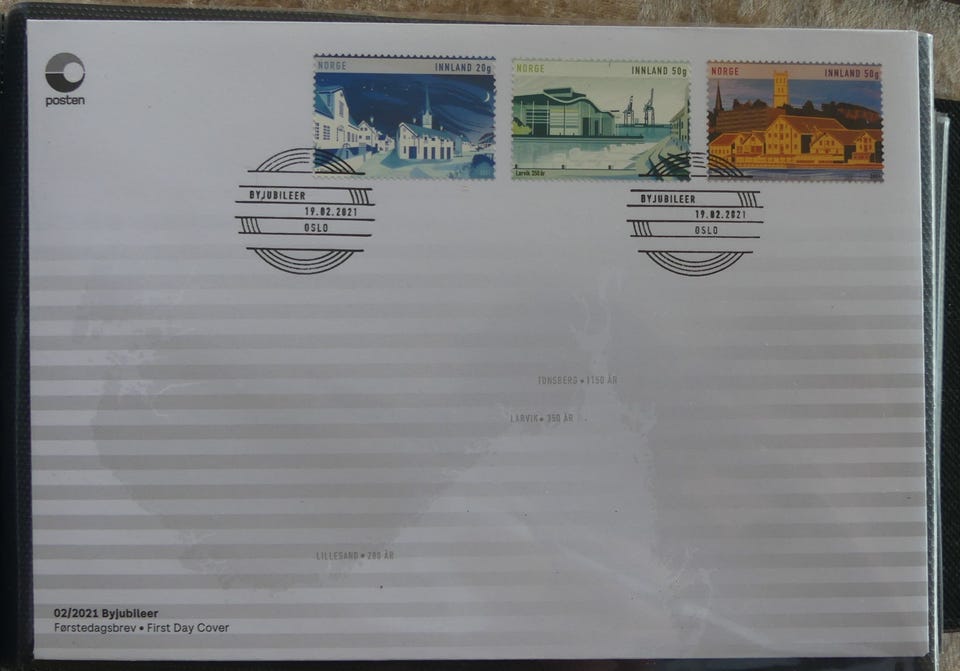 posten
NORGE INNLAND 20g
NORGE INNLAND 50g
Larvik 350 år
NORGE INNLAND 50g
2021
BYJUBILEER
19.02.2021
OSLO
BYJUBILEER
19.02.2021
OSLO
TØNSBERG • 1150 ÅR
LARVIK • 350 ÅR
LILLESAND • 200 ÅR
02/2021 Byjubileer
Førstedagsbrev • First Day Cover